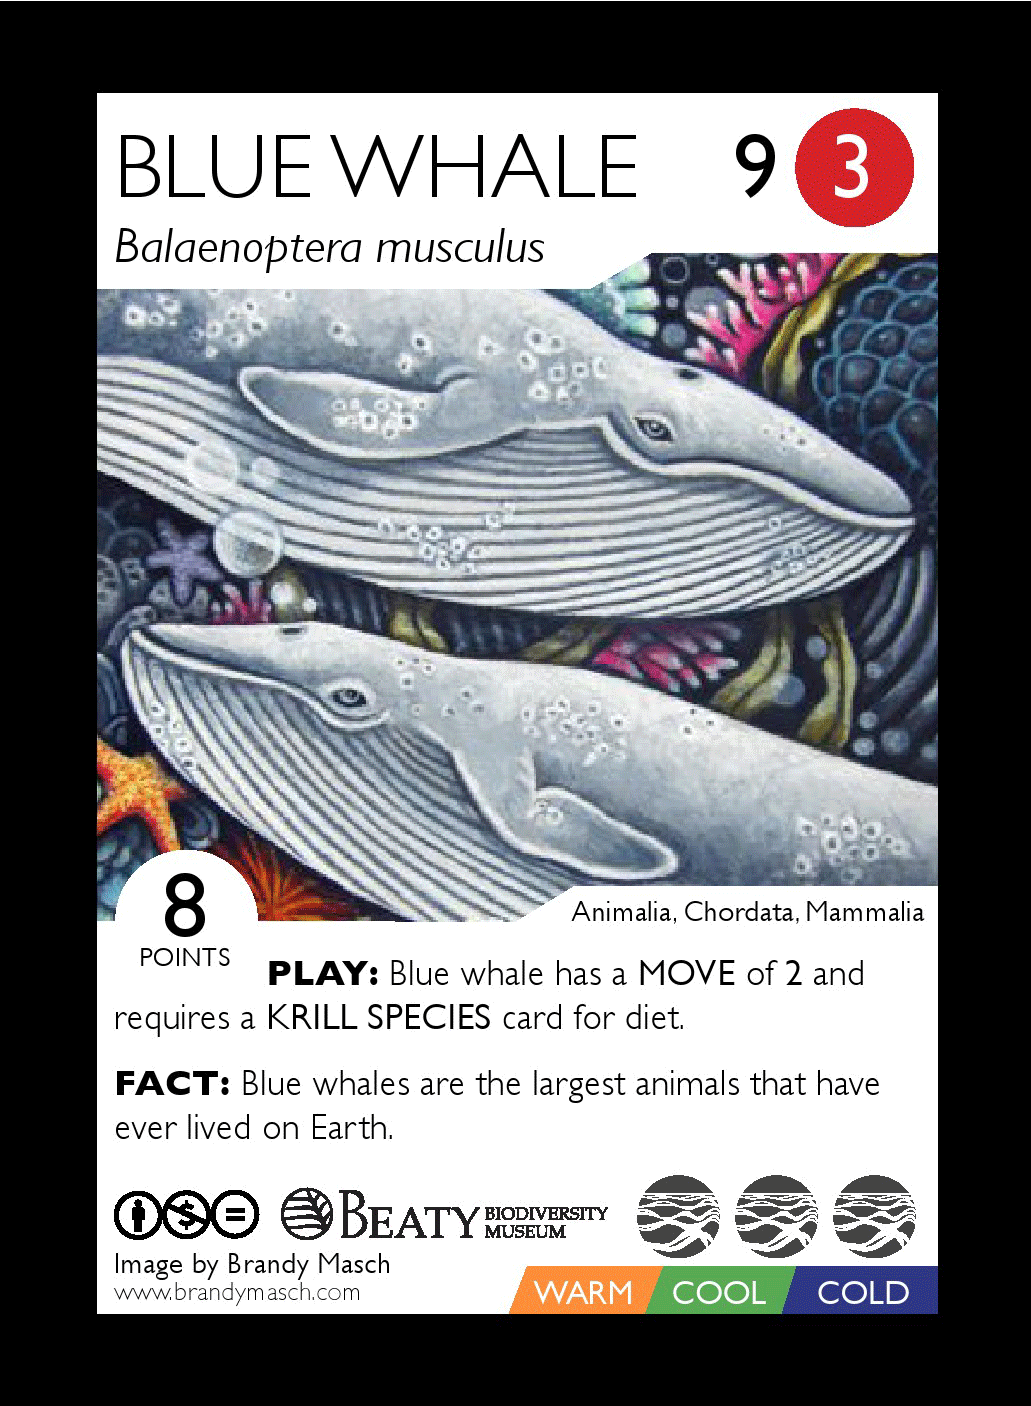 BLUE WHALE 9 3
Balaenoptera musculus
8
POINTS
Animalia, Chordata, Mammalia
PLAY: Blue whale has a MOVE of 2 and
requires a KRILL SPECIES card for diet.
FACT: Blue whales are the largest animals that have
ever lived on Earth.
BEATY BIODIVERSITY
MUSEUM
Image by Brandy Masch
www.brandymasch.com
WARM COOL COLD